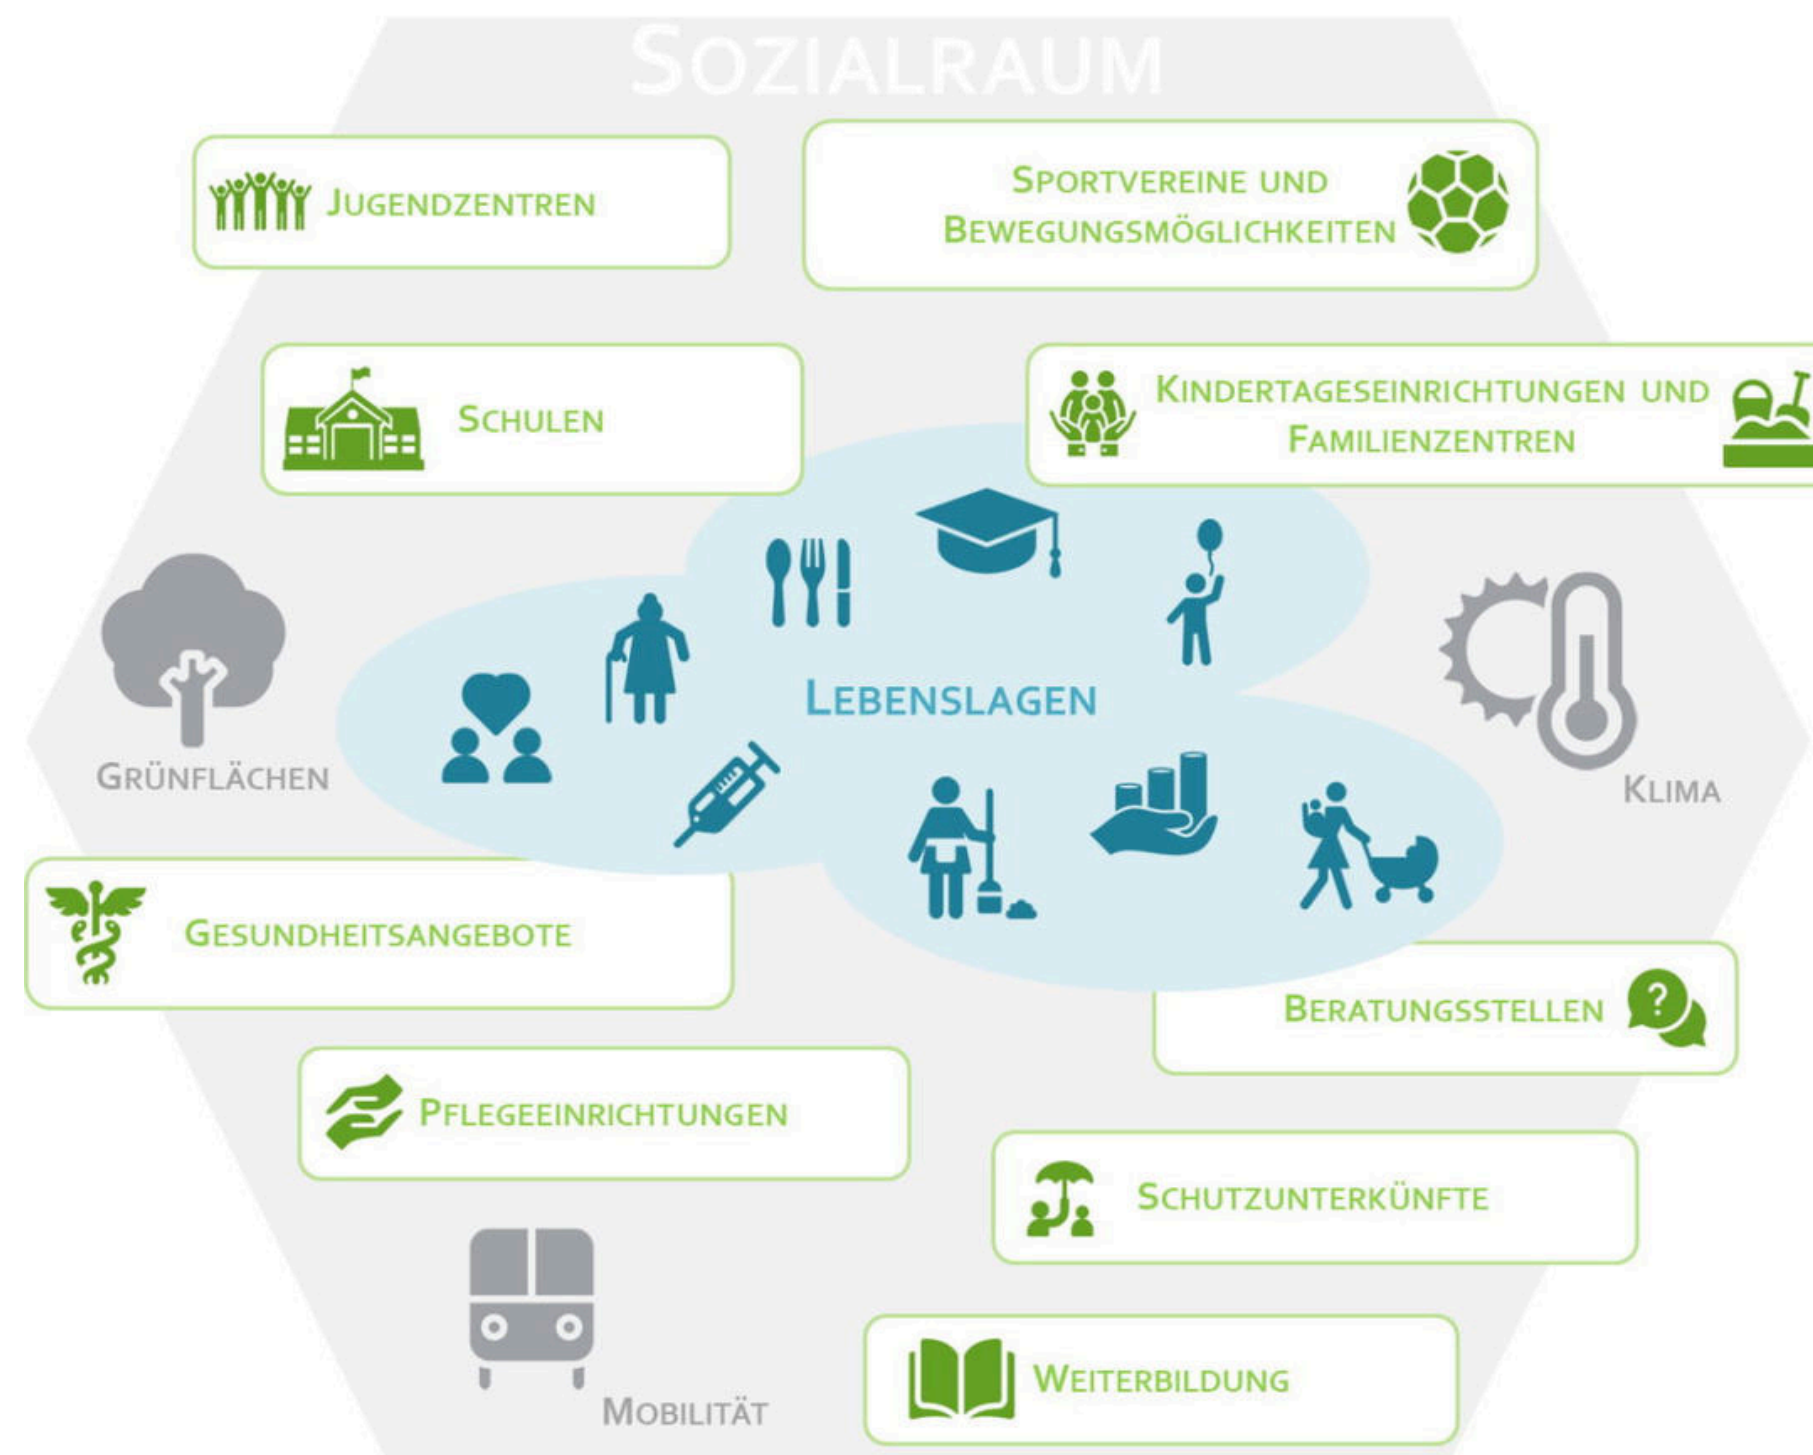 SOZIALRAUM
JUGENDZENTREN
SPORTVEREINE UND
BEWEGUNGSMÖGLICHKEITEN
SCHULEN
KINDERTAGESEINRICHTUNGEN UND
FAMILIENZENTREN
LEBENSLAGEN
GRÜNFLÄCHEN
KLIMA
GESUNDHEITSANGEBOTE
BERATUNGSSTELLEN
?
PFLEGEEINRICHTUNGEN
SCHUTZUNTERKÜNFTE
WEITERBILDUNG
MOBILITÄT